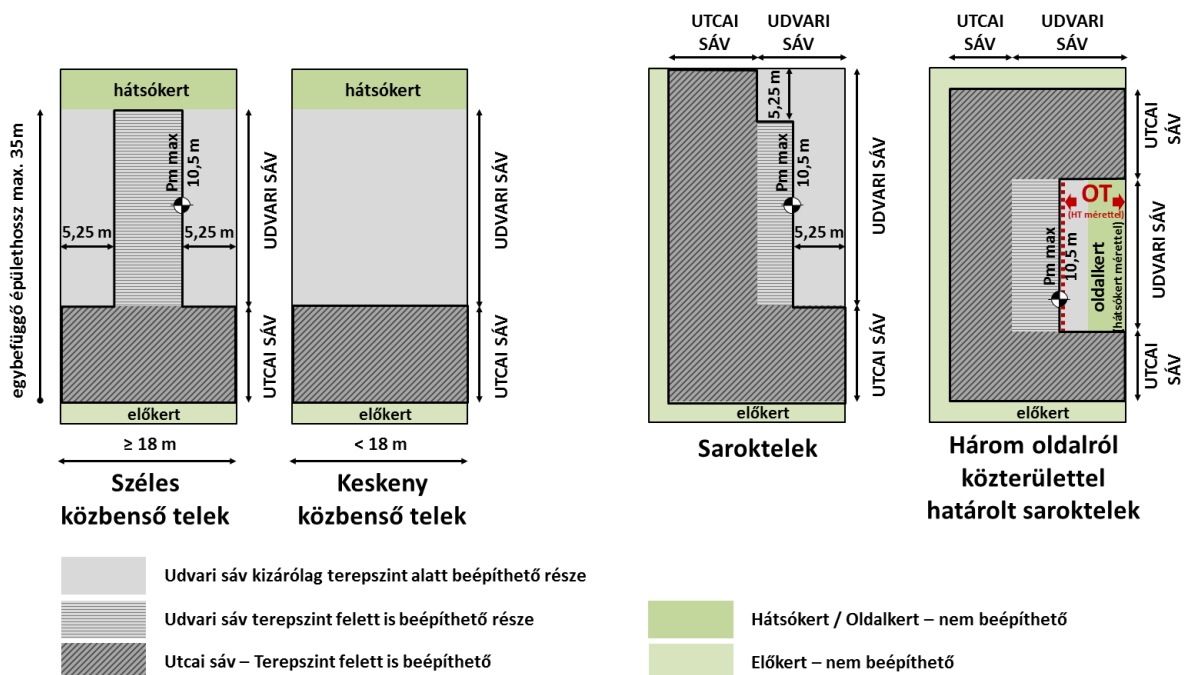 egybefüggő épülethossz max. 35m
hátsókert
Pm max
10,5 m
5,25 m
5,25 m
UDVARI SÁV
UTCAI SÁV
előkert
≥ 18 m
Széles
közbenső telek
UDVARI SÁV
UTCAI SÁV
előkert
< 18 m
Keskeny
közbenső telek
UTCAI
SÁV
UDVARI
SÁV
5,25 m
Pm max
10,5 m
5,25 m
UDVARI SÁV
UTCAI SÁV
előkert
Saroktelek
UTCAI
SÁV
UDVARI
SÁV
UTCAI
SÁV
OT
(HT mérettel)
Pm max
10,5 m
oldalkert
(hátsókert mérettel)
UDVARI SÁV
UTCAI
SÁV
előkert
Három oldalról
közterülettel
határolt saroktelek
Udvari sáv kizárólag terepszint alatt beépíthető része
Udvari sáv terepszint felett is beépíthető része
Utcai sáv – Terepszint felett is beépíthető
Hátsókert / Oldalkert – nem beépíthető
Előkert – nem beépíthető